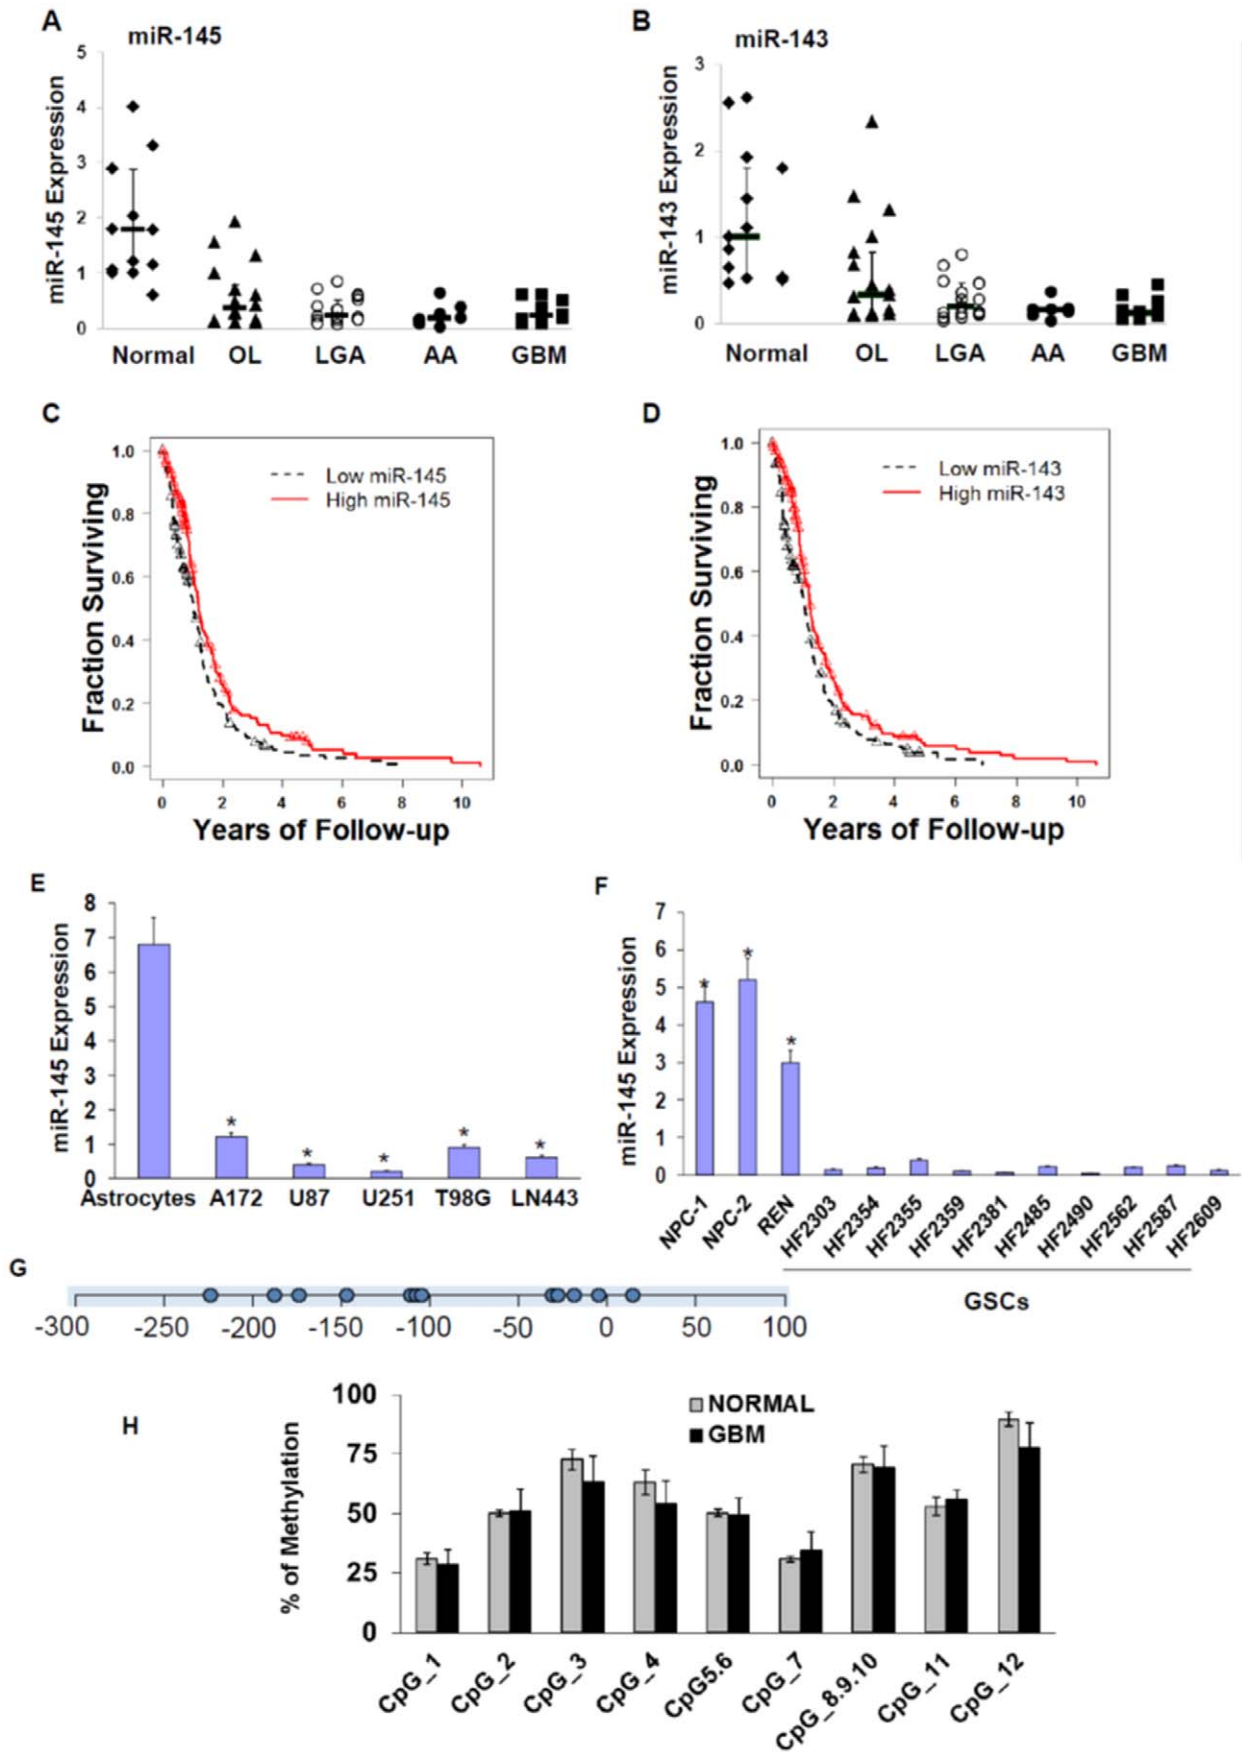 A
miR-145
miR-145 Expression
5
4
3
2
1
0
Normal OL LGA AA GBM
B
miR-143
miR-143 Expression
3
2
1
0
Normal OL LGA AA GBM
C
Fraction Surviving
1.0
0.8
0.6
0.4
0.2
0.0
Low miR-145
High miR-145
0 2 4 6 8 10
Years of Follow-up
D
Fraction Surviving
1.0
0.8
0.6
0.4
0.2
0.0
Low miR-143
High miR-143
0 2 4 6 8 10
Years of Follow-up
E
miR-145 Expression
8
7
6
5
4
3
2
1
0
* * * * *
Astrocytes A172 U87 U251 T98G LN443
F
miR-145 Expression
7
6
5
4
3
2
1
0
* * *
NPC-1 NPC-2 REN HF2303 HF2354 HF2355 HF2359 HF2381 HF2485 HF2490 HF2562 HF2587 HF2609
GSCs
G
-300 -250 -200 -150 -100 -50 0 50 100
H
% of Methylation
100
75
50
25
0
NORMAL
GBM
CpG_1 CpG_2 CpG_3 CpG_4 CpG5.6 CpG_7 CpG_8.9.10 CpG_11 CpG_12